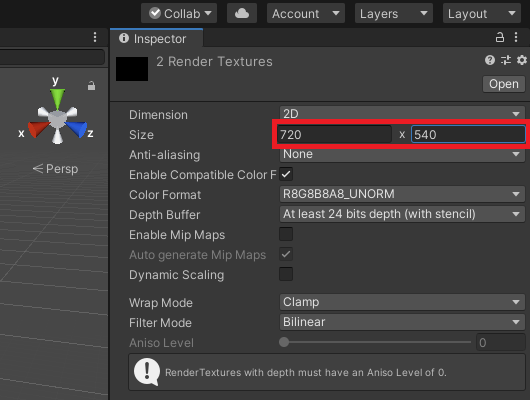 Collab Account Layers Layout
Inspector
2 Render Textures
Open
y
x z
Persp
Dimension 2D
Size 720 x 540
Anti-aliasing None
Enable Compatible Color F
Color Format R8G8B8A8_UNORM
Depth Buffer At least 24 bits depth (with stencil)
Enable Mip Maps
Auto generate Mip Maps
Dynamic Scaling
Wrap Mode Clamp
Filter Mode Bilinear
Aniso Level 0
RenderTextures with depth must have an Aniso Level of 0.